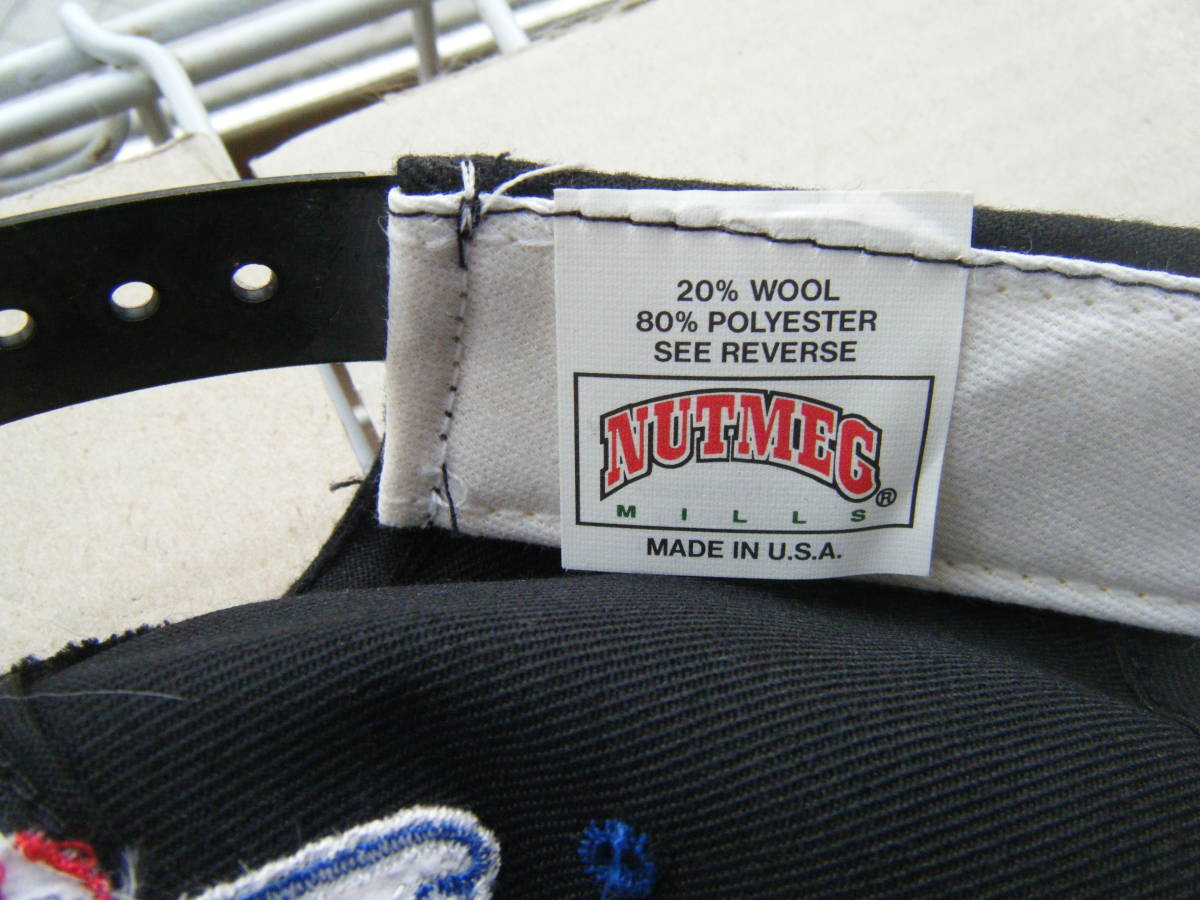 20% WOOL
80% POLYESTER
SEE REVERSE
NUTMEG®
MILLS
MADE IN U.S.A.